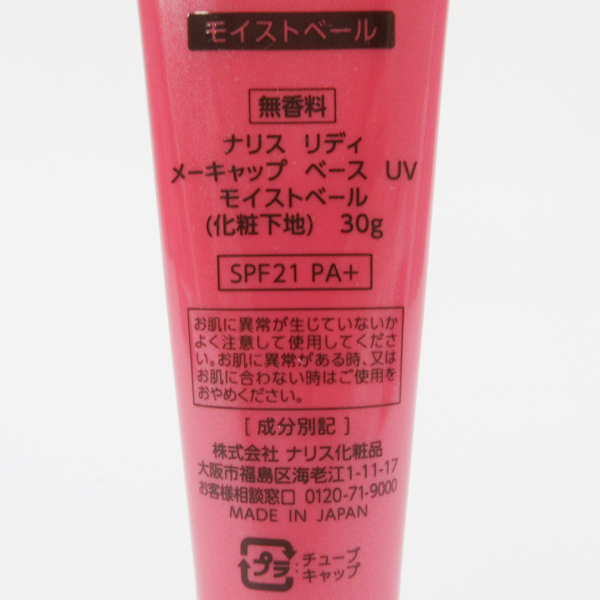 モイストベール
無香料
ナリス リディ
メーキャップ ベース UV
モイストベール
(化粧下地) 30g
SPF21 PA+
お肌に異常が生じていないか
よく注意して使用してくださ
い。お肌に異常がある時、又は
お肌に合わない時はご使用を
おやめください。
[成分別記]
株式会社 ナリス化粧品
大阪市福島区海老江1-11-17
お客様相談窓口 0120-71-9000
MADE IN JAPAN
プラ:チューブ
キャップ